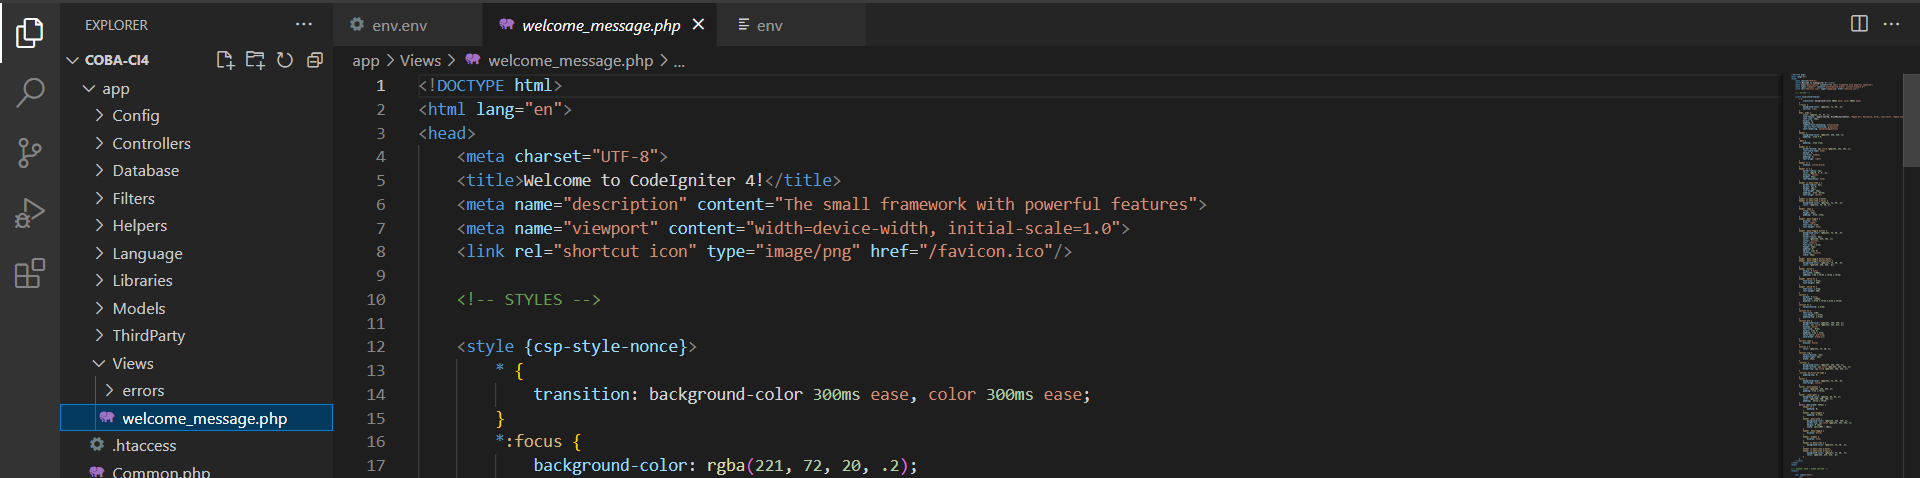 EXPLORER
COBA-CI4
app
Config
Controllers
Database
Filters
Helpers
Language
Libraries
Models
ThirdParty
Views
errors
welcome_message.php
.htaccess
Common.php
env.env
welcome_message.php
env
app > Views > welcome_message.php > ...
1 <!DOCTYPE html>
2 <html lang="en">
3 <head>
4 <meta charset="UTF-8">
5 <title>Welcome to CodeIgniter 4!</title>
6 <meta name="description" content="The small framework with powerful features">
7 <meta name="viewport" content="width=device-width, initial-scale=1.0">
8 <link rel="shortcut icon" type="image/png" href="/favicon.ico"/>
9
10 <!-- STYLES -->
11
12 <style {csp-style-nonce}>
13 * {
14 transition: background-color 300ms ease, color 300ms ease;
15 }
16 *:focus {
17 background-color: rgba(221, 72, 20, .2);